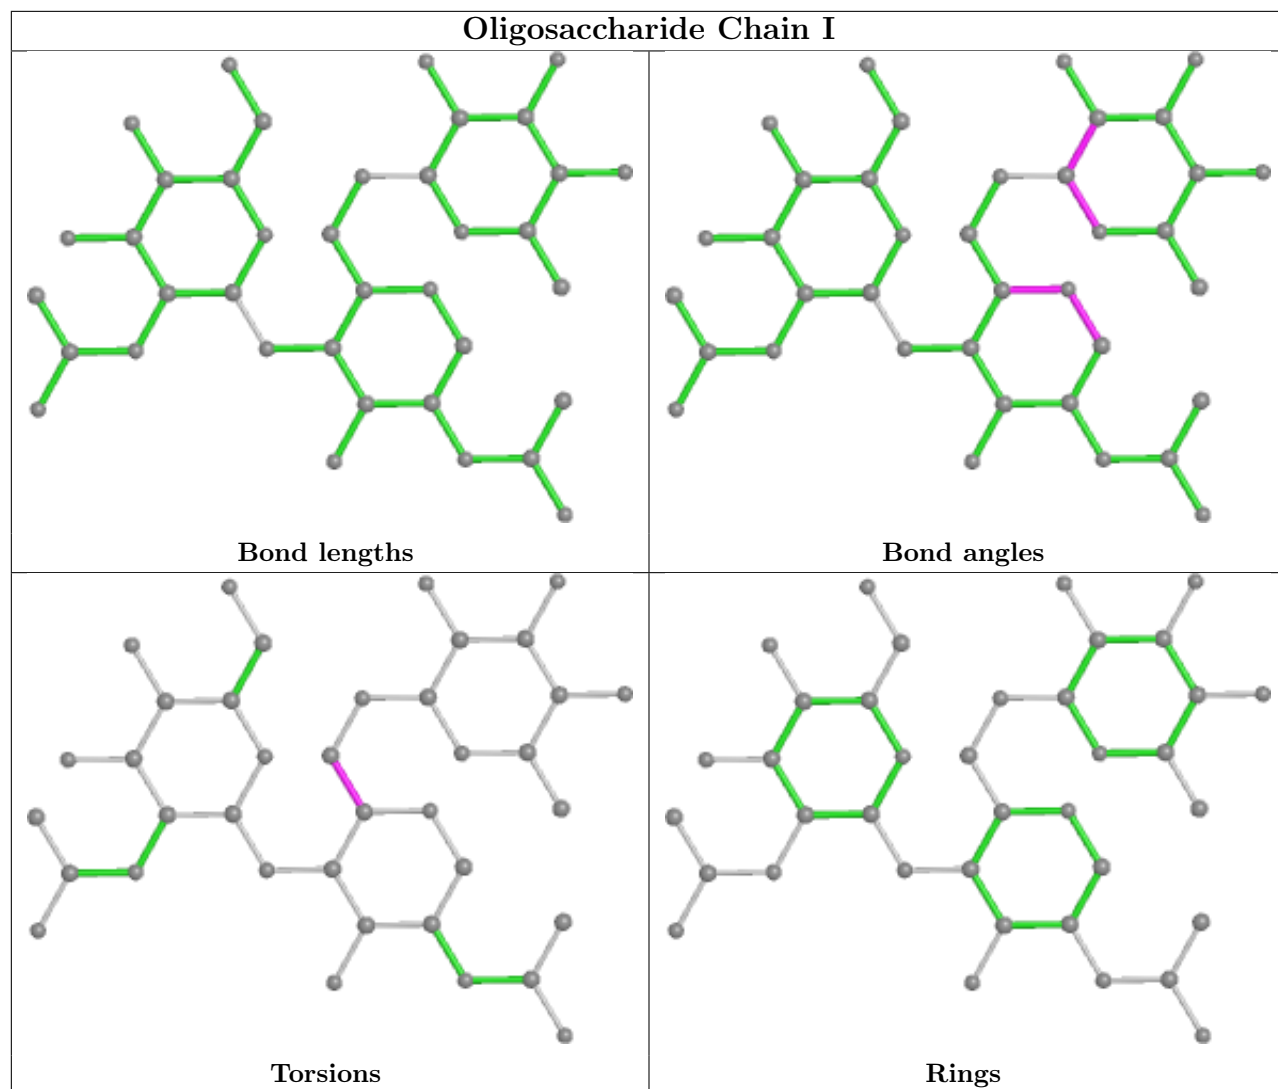 Oligosaccharide Chain I
Bond lengths
Bond angles
Torsions
Rings